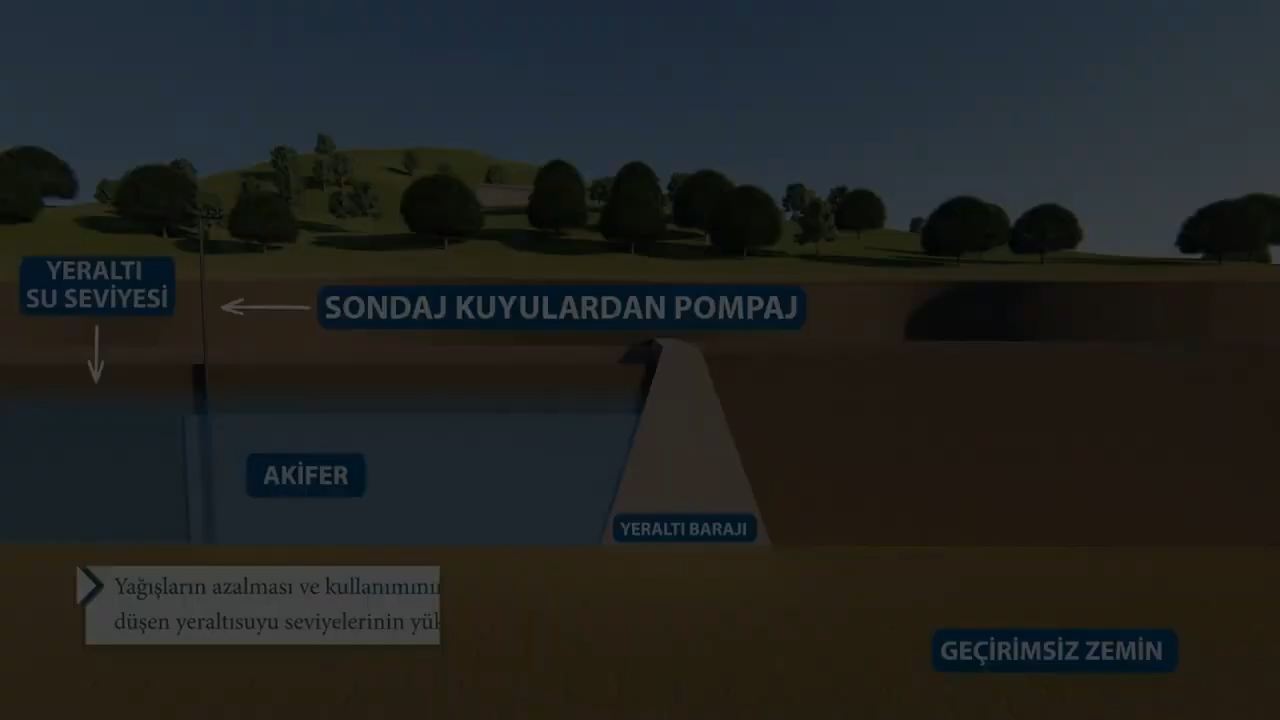 YERALTI
SU SEVİYESİ
SONDAJ KUYULARDAN POMPAJ
AKİFER
YERALTI BARAJI
Yağışların azalması ve kullanımının
düşen yeraltısuyu seviyelerinin
GEÇİRİMSİZ ZEMİN